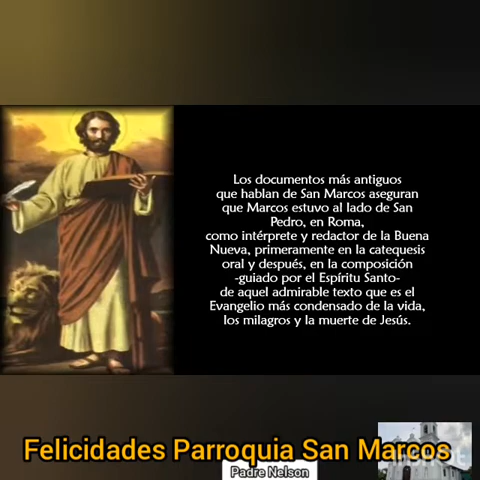 Los documentos más antiguos
que hablan de San Marcos aseguran
que Marcos estuvo al lado de San
Pedro, en Roma,
como intérprete y redactor de la Buena
Nueva, primeramente en la catequesis
oral y después, en la composición
-guiado por el Espíritu Santo-
de aquel admirable texto que es el
Evangelio más condensado de la vida,
los milagros y la muerte de Jesús.
Felicidades Parroquia San Marcos
Padre Nelson